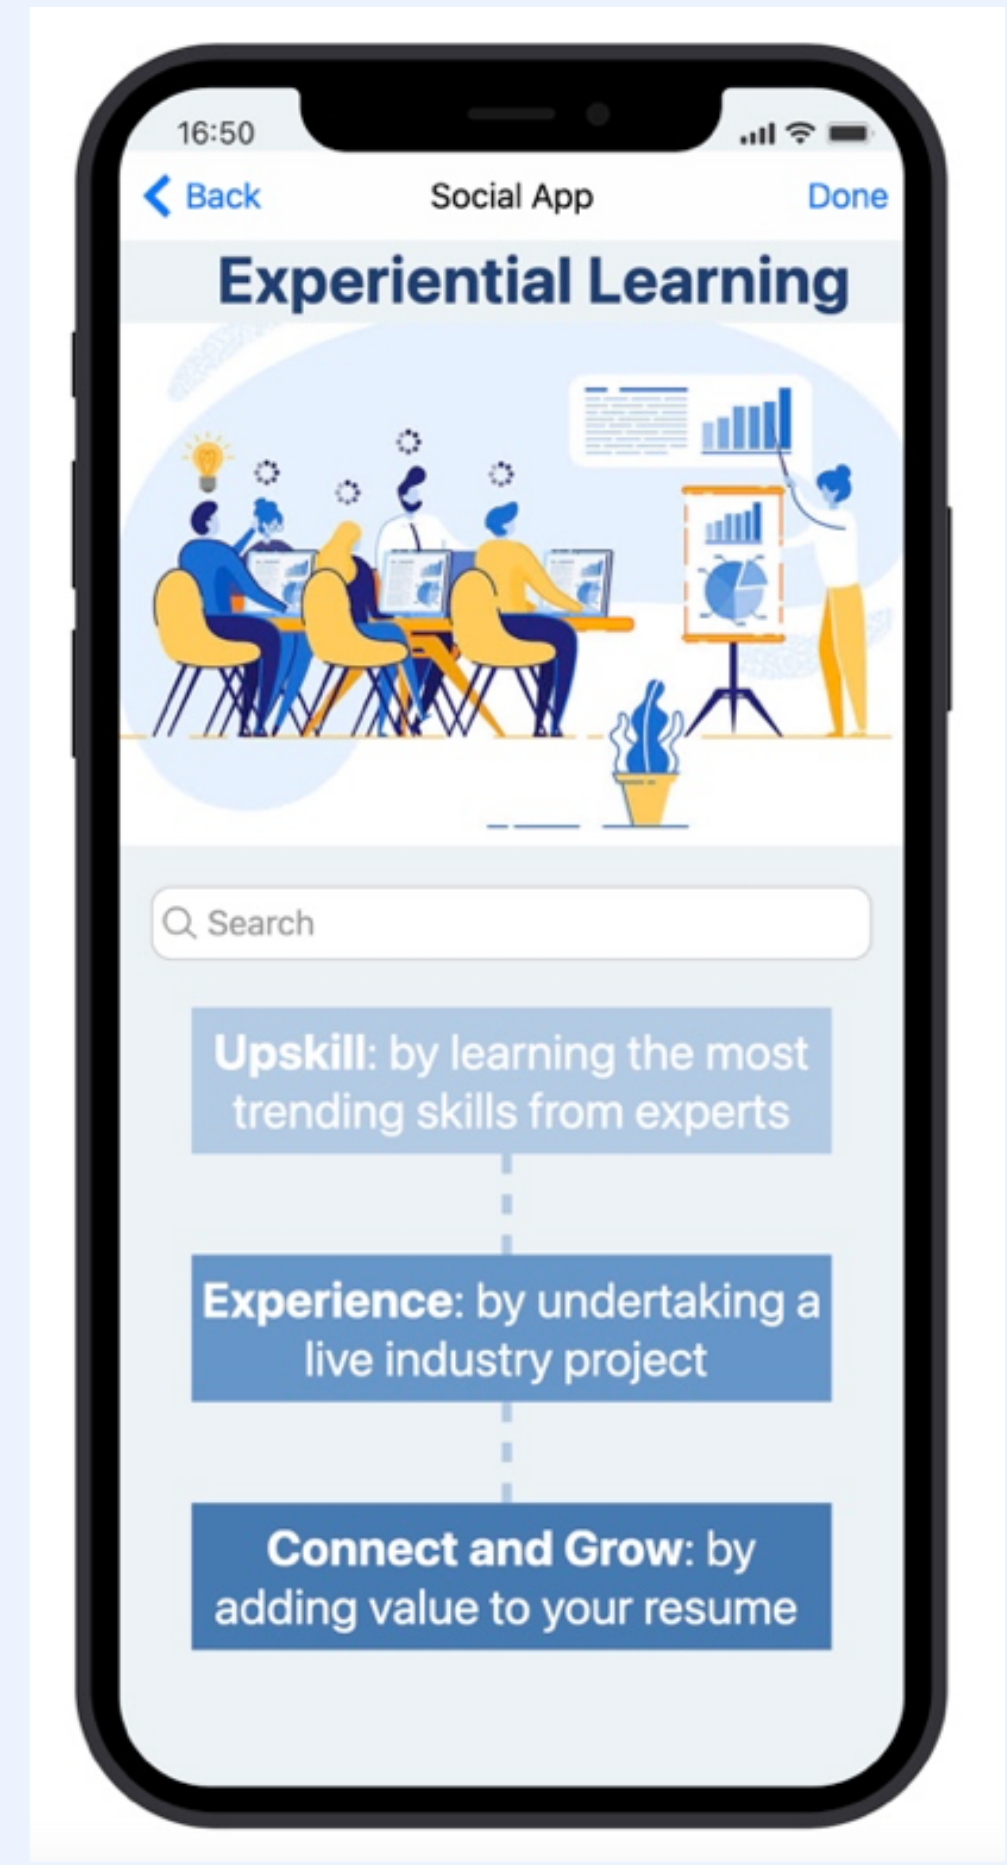 16:50
Back
Social App
Done
Experiential Learning
Search
Upskill: by learning the most
trending skills from experts
Experience: by undertaking a
live industry project
Connect and Grow: by
adding value to your resume